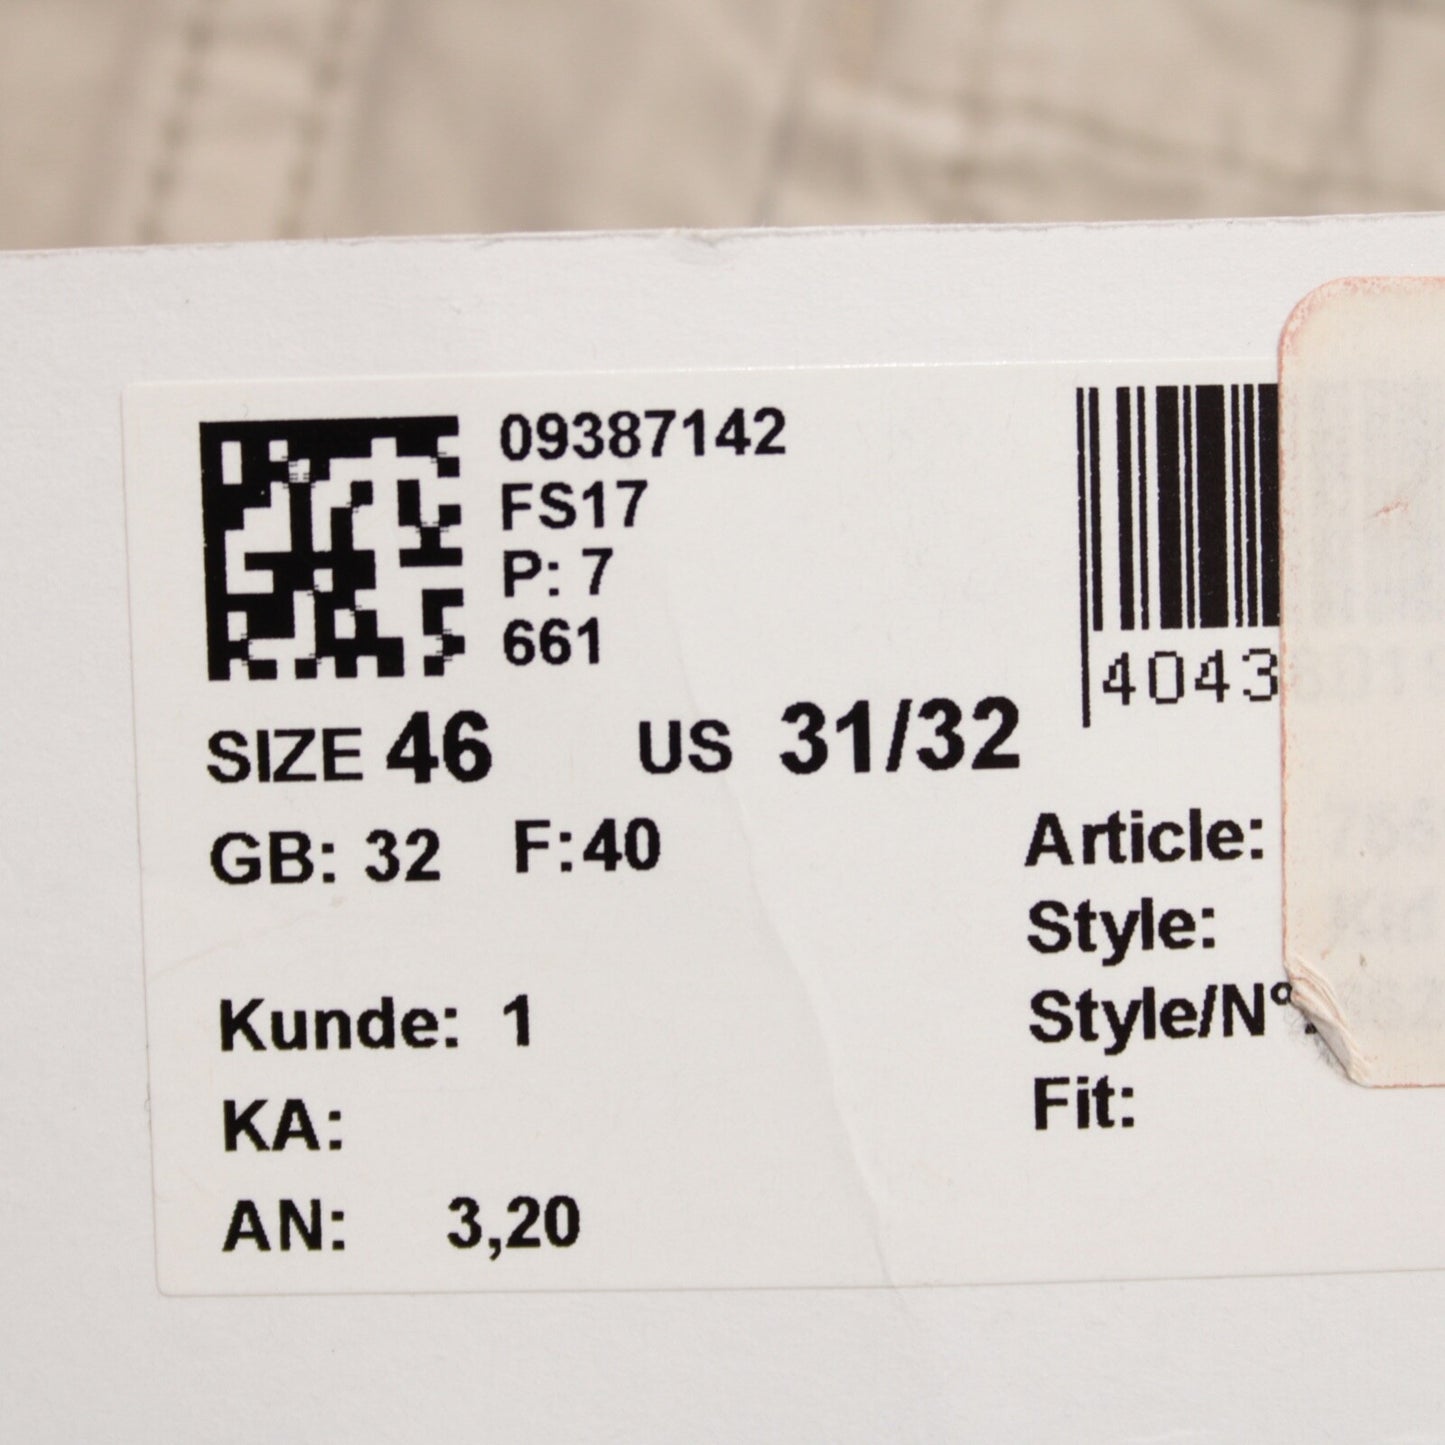 09387142
FS17
P: 7
661
4043
SIZE 46 US 31/32
GB: 32 F:40
Article:
Style:
Style/N°
Fit:
Kunde: 1
KA:
AN: 3,20